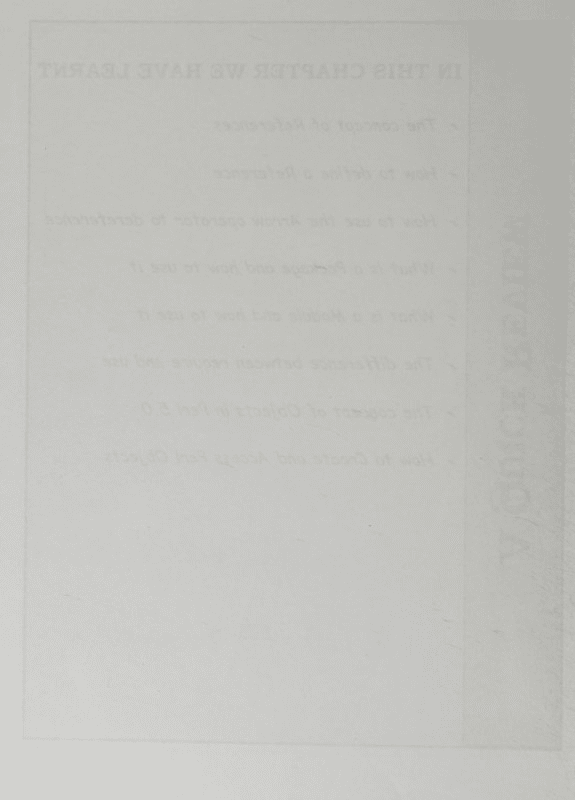 IN THIS CHAPTER WE HAVE LEARNT
The concept of References
How to define a Reference
How to use the Arrow operator to dereference
What is a Package and how to use it
What is a Module and how to use it
The difference between require and use
The concept of Objects in Perl 5.0
How to Create and Access Perl Objects
A QUICK READAW